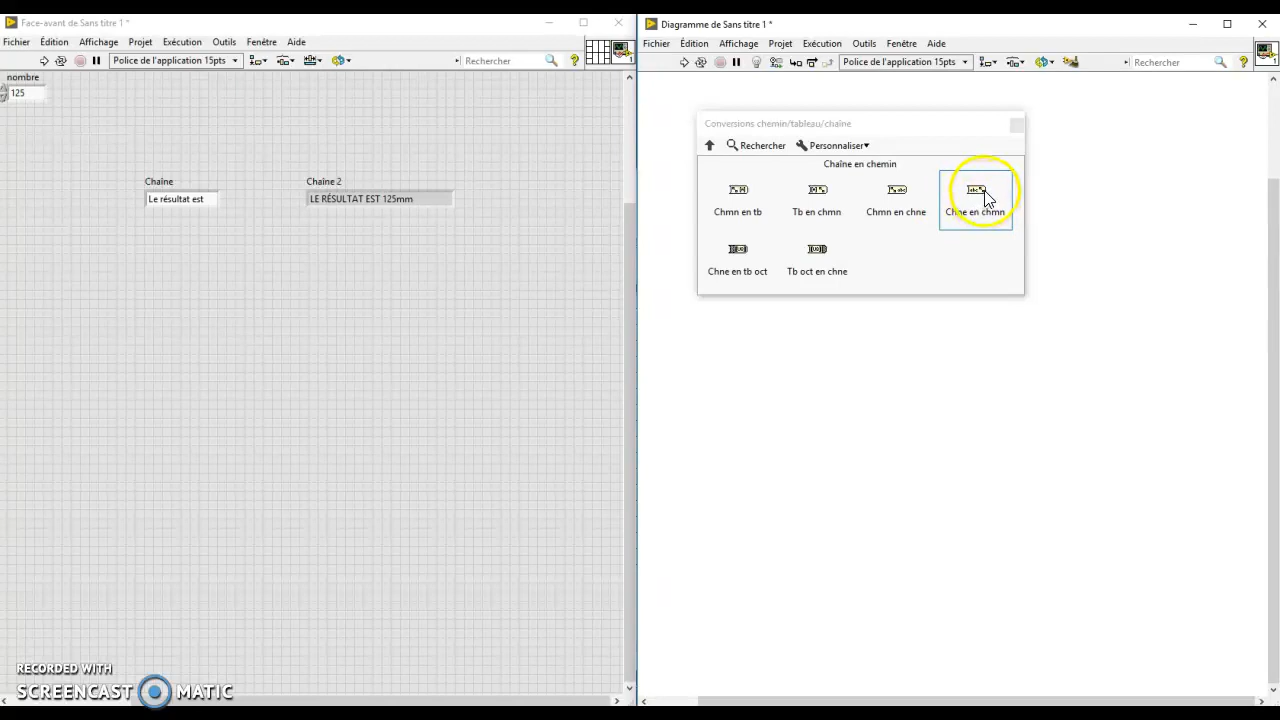 Face-avant de Sans titre 1 *
Fichier Édition Affichage Projet Exécution Outils Fenêtre Aide
Police de l'application 15pts
Rechercher
nombre
125
Chaîne
Le résultat est
Chaîne 2
LE RÉSULTAT EST 125mm
RECORDED WITH
SCREENCAST MATIC
Diagramme de Sans titre 1 *
Fichier Édition Affichage Projet Exécution Outils Fenêtre Aide
Police de l'application 15pts
Rechercher
Conversions chemin/tableau/chaîne
Rechercher Personnaliser
Chaîne en chemin
Chmn en tb Tb en chmn Chmn en chne Chne en chmn
Chne en tb oct Tb oct en chne